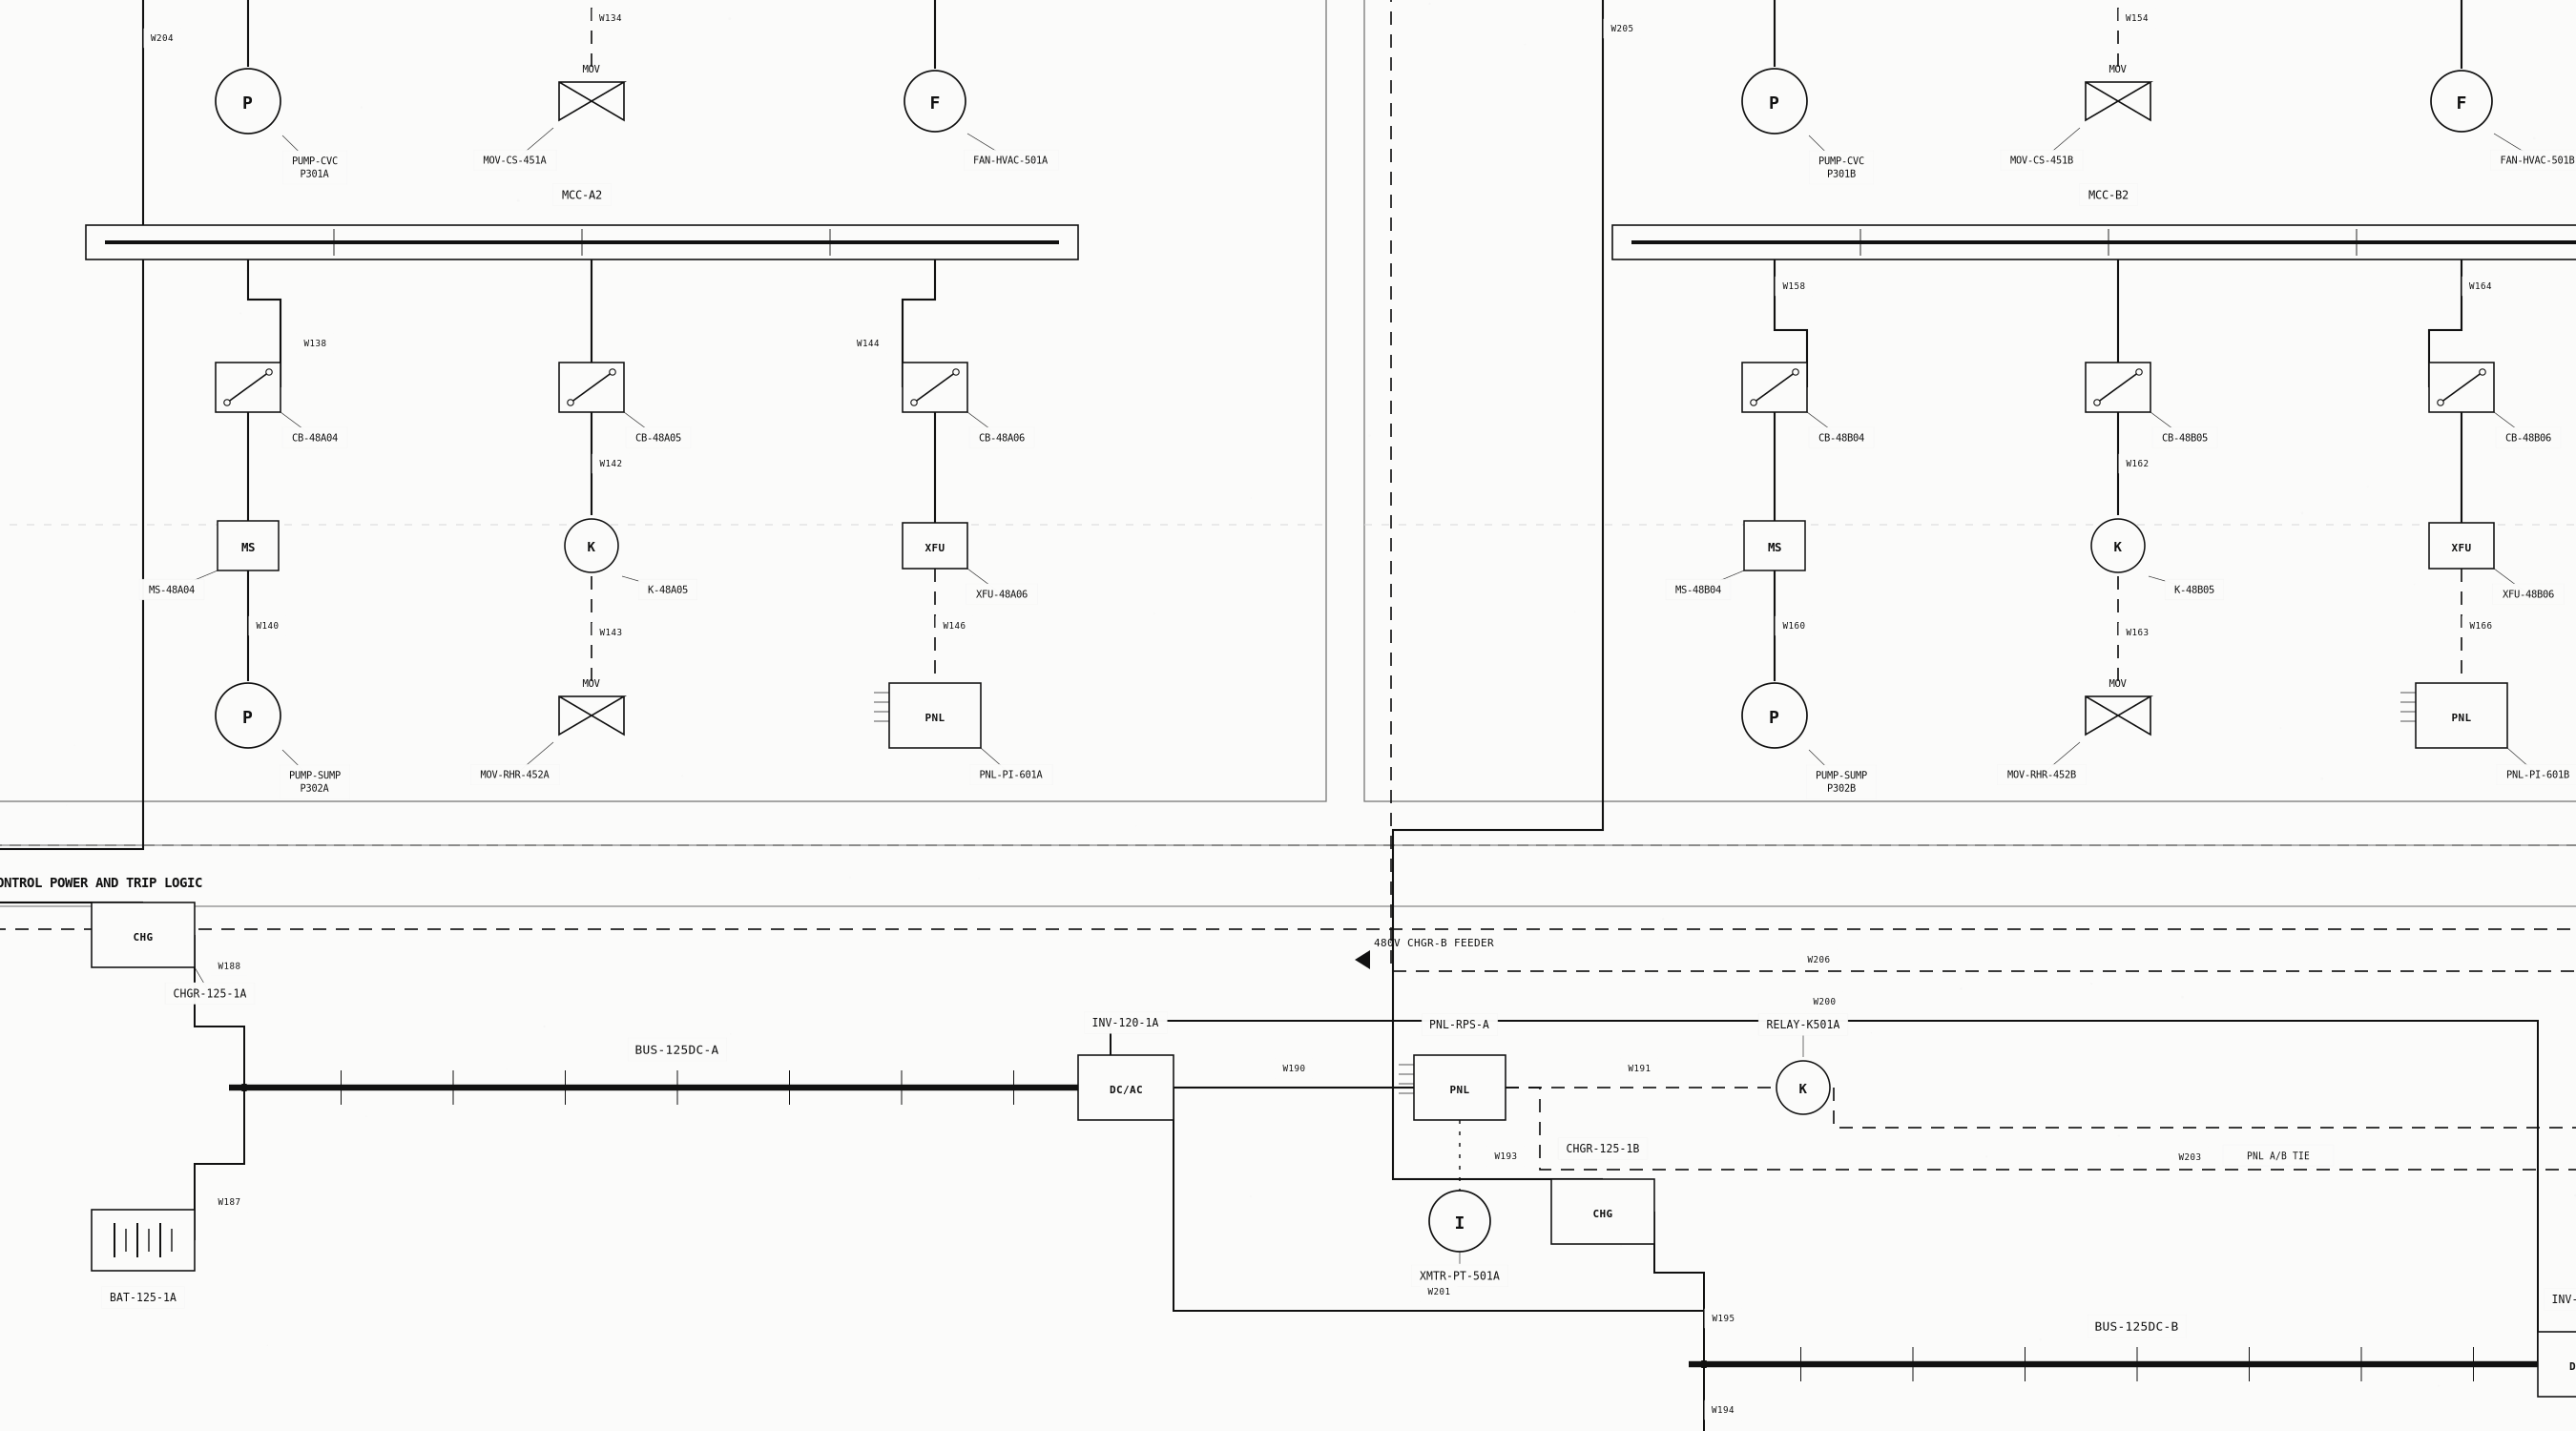 W134
W154
W204
W205
MOV
MOV
P
F
P
F
PUMP-CVC
P301A
MOV-CS-451A
FAN-HVAC-501A
PUMP-CVC
P301B
MOV-CS-451B
FAN-HVAC-501B
MCC-A2
MCC-B2
W158
W164
W138
W144
CB-48A04
CB-48A05
CB-48A06
CB-48B04
CB-48B05
CB-48B06
W142
W162
MS
K
XFU
MS
K
XFU
MS-48A04
K-48A05
XFU-48A06
MS-48B04
K-48B05
XFU-48B06
W140
W143
W146
W160
W163
W166
MOV
MOV
P
PNL
P
PNL
PUMP-SUMP
P302A
MOV-RHR-452A
PNL-PI-601A
PUMP-SUMP
P302B
MOV-RHR-452B
PNL-PI-601B
ONTROL POWER AND TRIP LOGIC
CHG
480V CHGR-B FEEDER
W206
W188
CHGR-125-1A
W200
INV-120-1A
PNL-RPS-A
RELAY-K501A
BUS-125DC-A
W190
W191
DC/AC
PNL
K
CHGR-125-1B
W193
W203
PNL A/B TIE
W187
I
CHG
XMTR-PT-501A
W201
BAT-125-1A
INV-
W195
BUS-125DC-B
D
W194